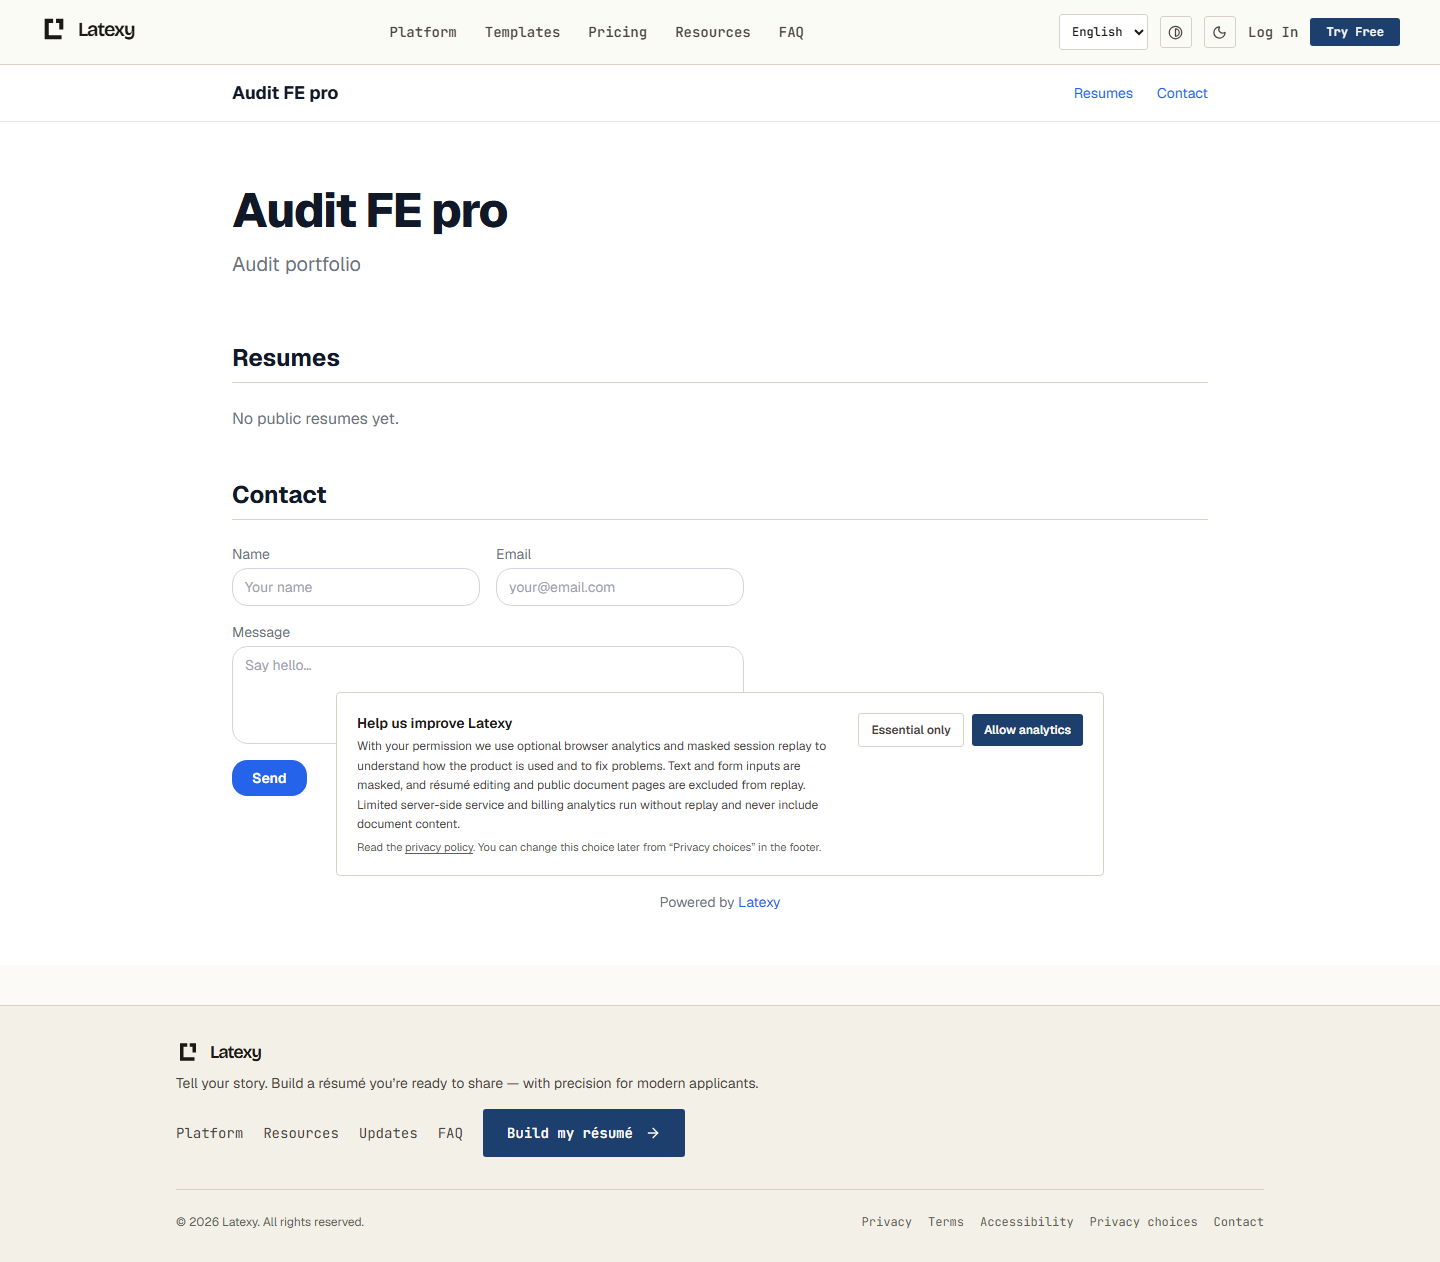 Latexy
Platform Templates Pricing Resources FAQ
English
Log In
Try Free
Audit FE pro
Resumes Contact
Audit FE pro
Audit portfolio
Resumes
No public resumes yet.
Contact
Name Email
Your name your@email.com
Message
Say hello…
Help us improve Latexy
With your permission we use optional browser analytics and masked session replay to
understand how the product is used and to fix problems. Text and form inputs are
masked, and résumé editing and public document pages are excluded from replay.
Limited server-side service and billing analytics run without replay and never include
document content.
Read the privacy policy. You can change this choice later from “Privacy choices” in the footer.
Essential only Allow analytics
Send
Powered by Latexy
Latexy
Tell your story. Build a résumé you’re ready to share — with precision for modern applicants.
Platform Resources Updates FAQ Build my résumé →
© 2026 Latexy. All rights reserved.
Privacy Terms Accessibility Privacy choices Contact